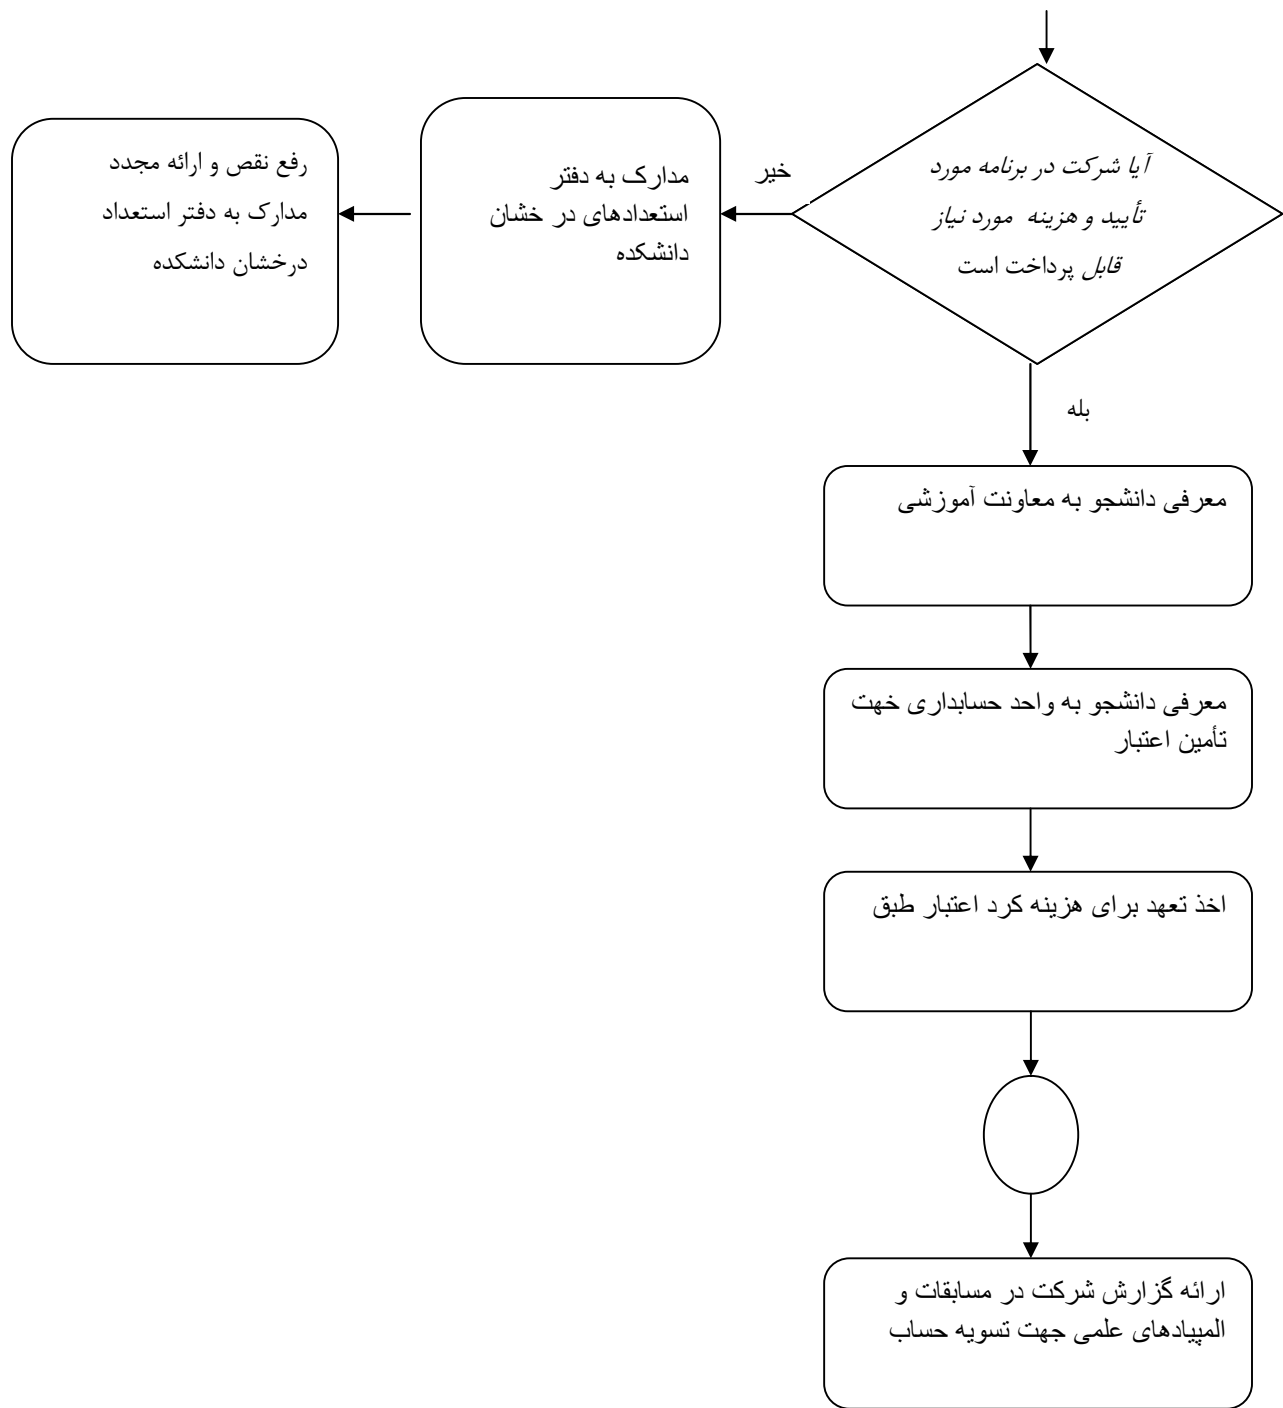 آیا شرکت در برنامه مورد
تأیید و هزینه مورد نیاز
قابل پرداخت است
خیر
مدارک به دفتر
استعدادهای در خشان
دانشکده
رفع نقص و ارائه مجدد
مدارک به دفتر استعداد
درخشان دانشکده
بله
معرفی دانشجو به معاونت آموزشی
معرفی دانشجو به واحد حسابداری خهت
تأمین اعتبار
اخذ تعهد برای هزینه کرد اعتبار طبق
ارائه گزارش شرکت در مسابقات و
المپیادهای علمی جهت تسویه حساب